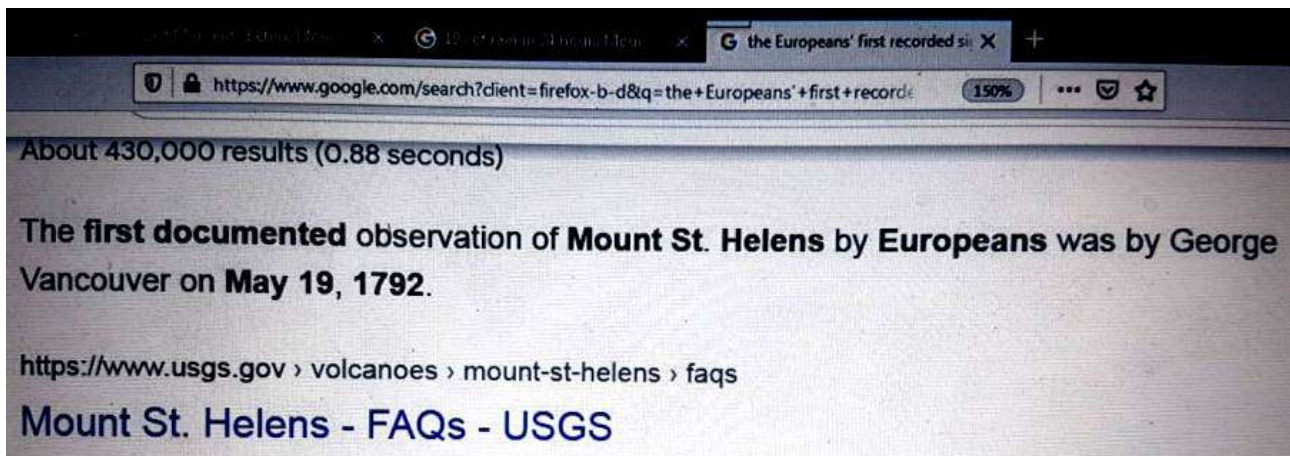 the Europeans' first recorded si
https://www.google.com/search?client=firefox-b-d&q=the+Europeans'+first+recorde
150%
About 430,000 results (0.88 seconds)
The first documented observation of Mount St. Helens by Europeans was by George
Vancouver on May 19, 1792.
https://www.usgs.gov › volcanoes › mount-st-helens › faqs
Mount St. Helens - FAQs - USGS